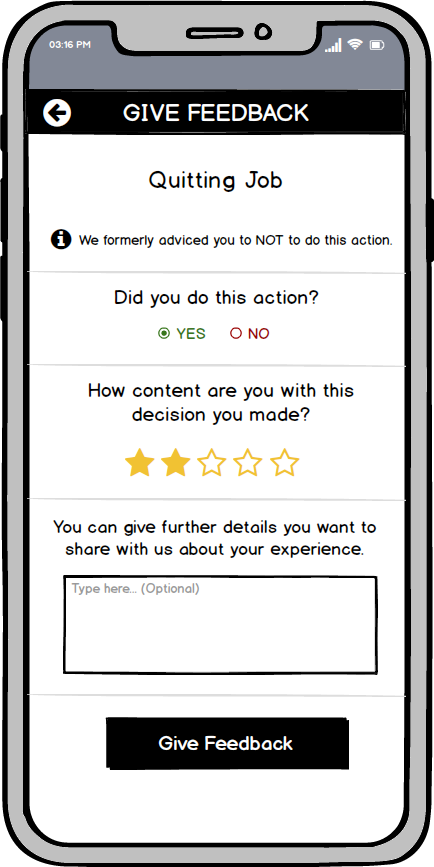 03:16 PM
GIVE FEEDBACK
Quitting Job
We formerly adviced you to NOT to do this action.
Did you do this action?
YES NO
How content are you with this
decision you made?
You can give further details you want to
share with us about your experience.
Type here... (Optional)
Give Feedback